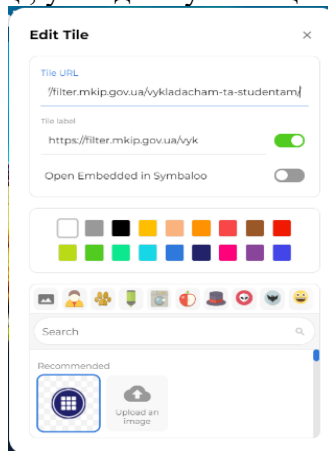 Edit Tile
Tile URL
/filter.mkip.gov.ua/vykladacham-ta-studentam/
Tile label
https://filter.mkip.gov.ua/vyk
Open Embedded in Symbaloo
Search
Recommended
Upload an
image